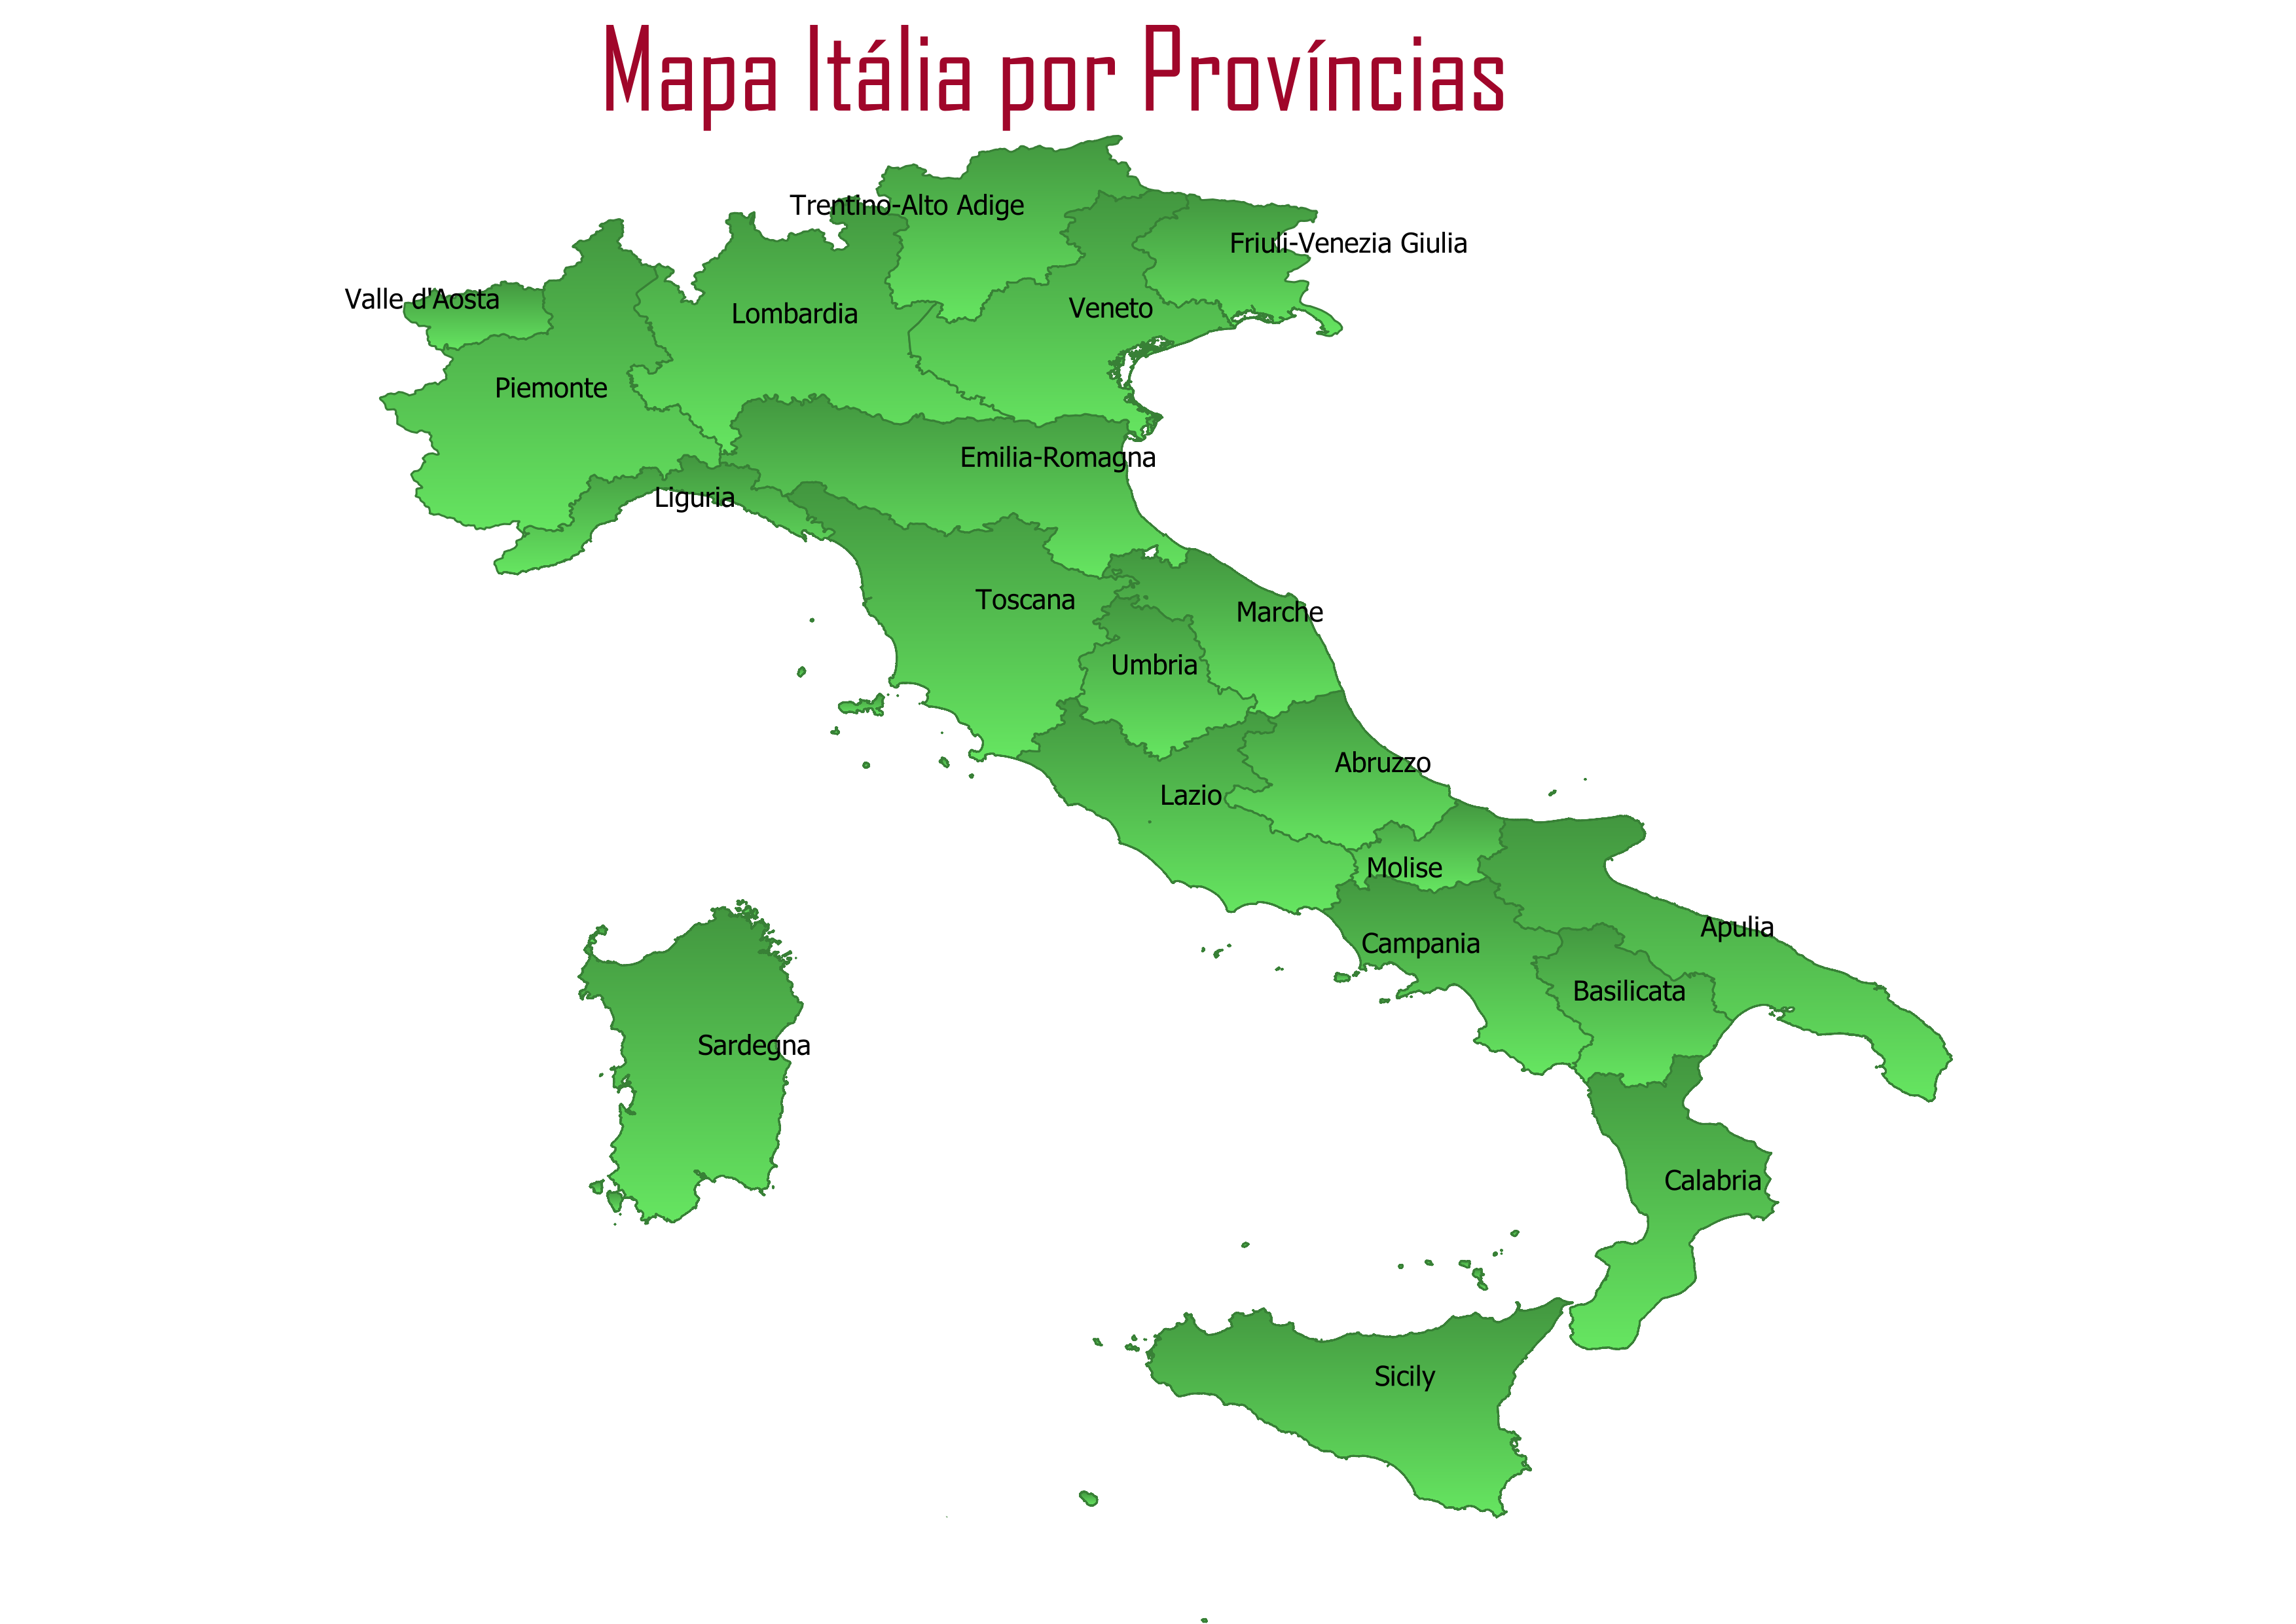 Mapa Itália por Províncias
Trentino-Alto Adige
Friuli-Venezia Giulia
Valle d'Aosta
Lombardia
Veneto
Piemonte
Emilia-Romagna
Liguria
Toscana
Marche
Umbria
Abruzzo
Lazio
Molise
Apulia
Campania
Basilicata
Sardegna
Calabria
Sicily